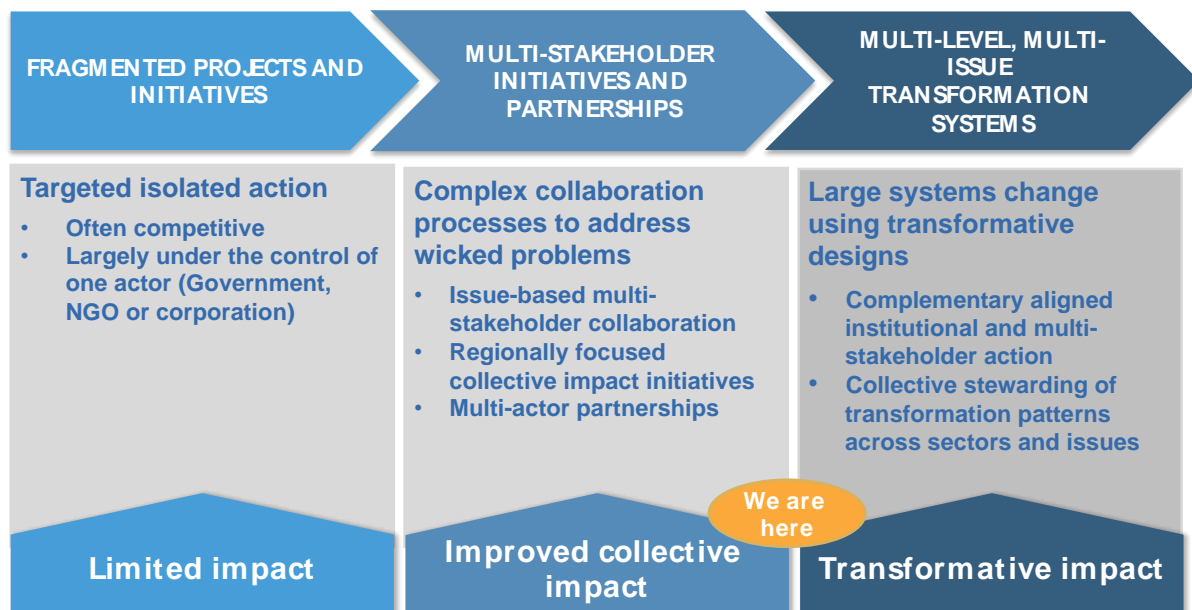 FRAGMENTED PROJECTS AND
INITIATIVES
MULTI-STAKEHOLDER
INITIATIVES AND
PARTNERSHIPS
MULTI-LEVEL, MULTI-
ISSUE
TRANSFORMATION
SYSTEMS
Targeted isolated action
• Often competitive
• Largely under the control of
one actor (Government,
NGO or corporation)
Limited impact
Complex collaboration
processes to address
wicked problems
• Issue-based multi-
stakeholder collaboration
• Regionally focused
collective impact initiatives
• Multi-actor partnerships
Improved collective
impact
We are
here
Large systems change
using transformative
designs
• Complementary aligned
institutional and multi-
stakeholder action
• Collective stewarding of
transformation patterns
across sectors and issues
Transformative impact